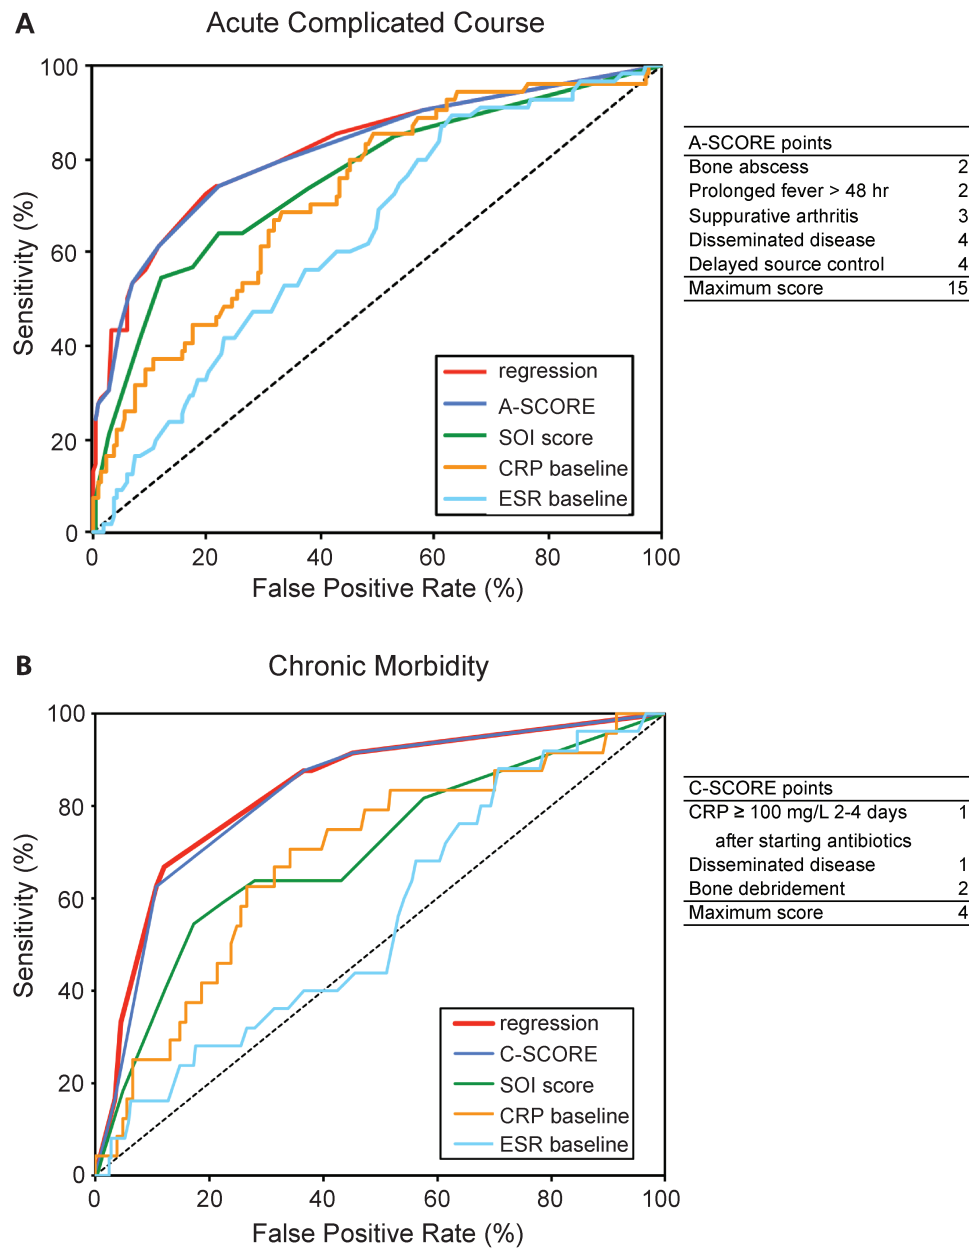 A
Acute Complicated Course
100
80
60
40
20
0
Sensitivity (%)
0 20 40 60 80 100
False Positive Rate (%)
regression
A-SCORE
SOI score
CRP baseline
ESR baseline
A-SCORE points
Bone abscess 2
Prolonged fever > 48 hr 2
Suppurative arthritis 3
Disseminated disease 4
Delayed source control 4
Maximum score 15
B
Chronic Morbidity
100
80
60
40
20
0
Sensitivity (%)
0 20 40 60 80 100
False Positive Rate (%)
regression
C-SCORE
SOI score
CRP baseline
ESR baseline
C-SCORE points
CRP ≥ 100 mg/L 2-4 days 1
after starting antibiotics
Disseminated disease 1
Bone debridement 2
Maximum score 4